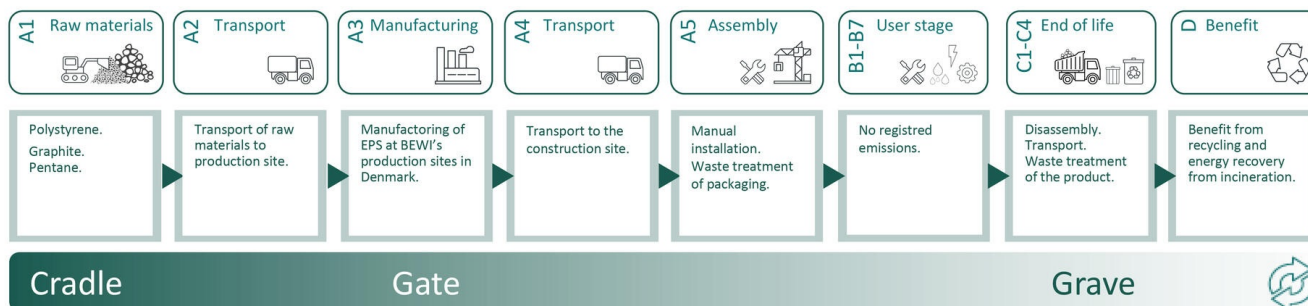 A1 Raw materials
A2 Transport
A3 Manufacturing
A4 Transport
A5 Assembly
B1-B7 User stage
C1-C4 End of life
D Benefit
Polystyrene.
Graphite.
Pentane.
Transport of raw
materials to
production site.
Manufactoring of
EPS at BEWI's
production sites in
Denmark.
Transport to the
construction site.
Manual
installation.
Waste treatment
of packaging.
No registred
emissions.
Disassembly.
Transport.
Waste treatment
of the product.
Benefit from
recycling and
energy recovery
from incineration.
Cradle
Gate
Grave